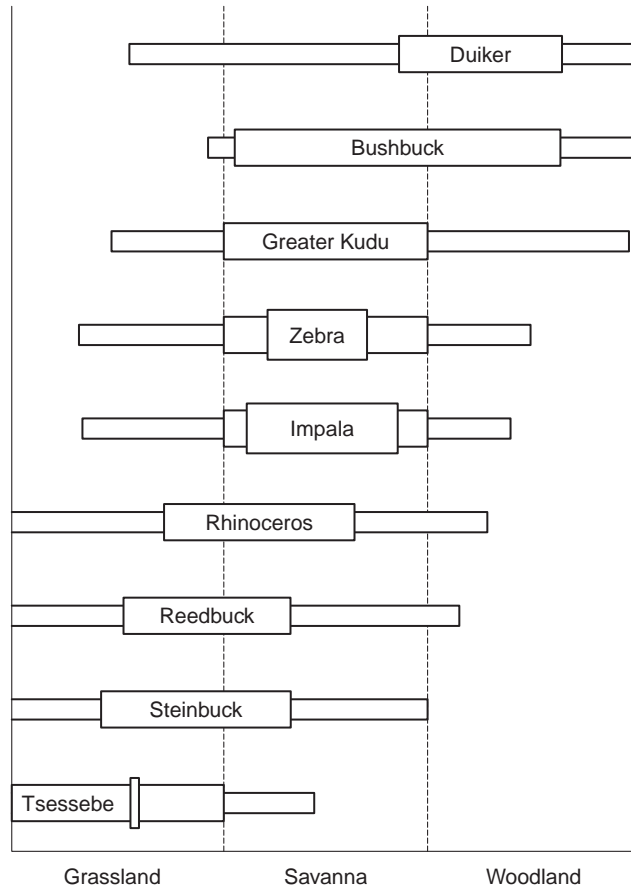 Duiker
Bushbuck
Greater Kudu
Zebra
Impala
Rhinoceros
Reedbuck
Steinbuck
Tsessebe
Grassland Savanna Woodland